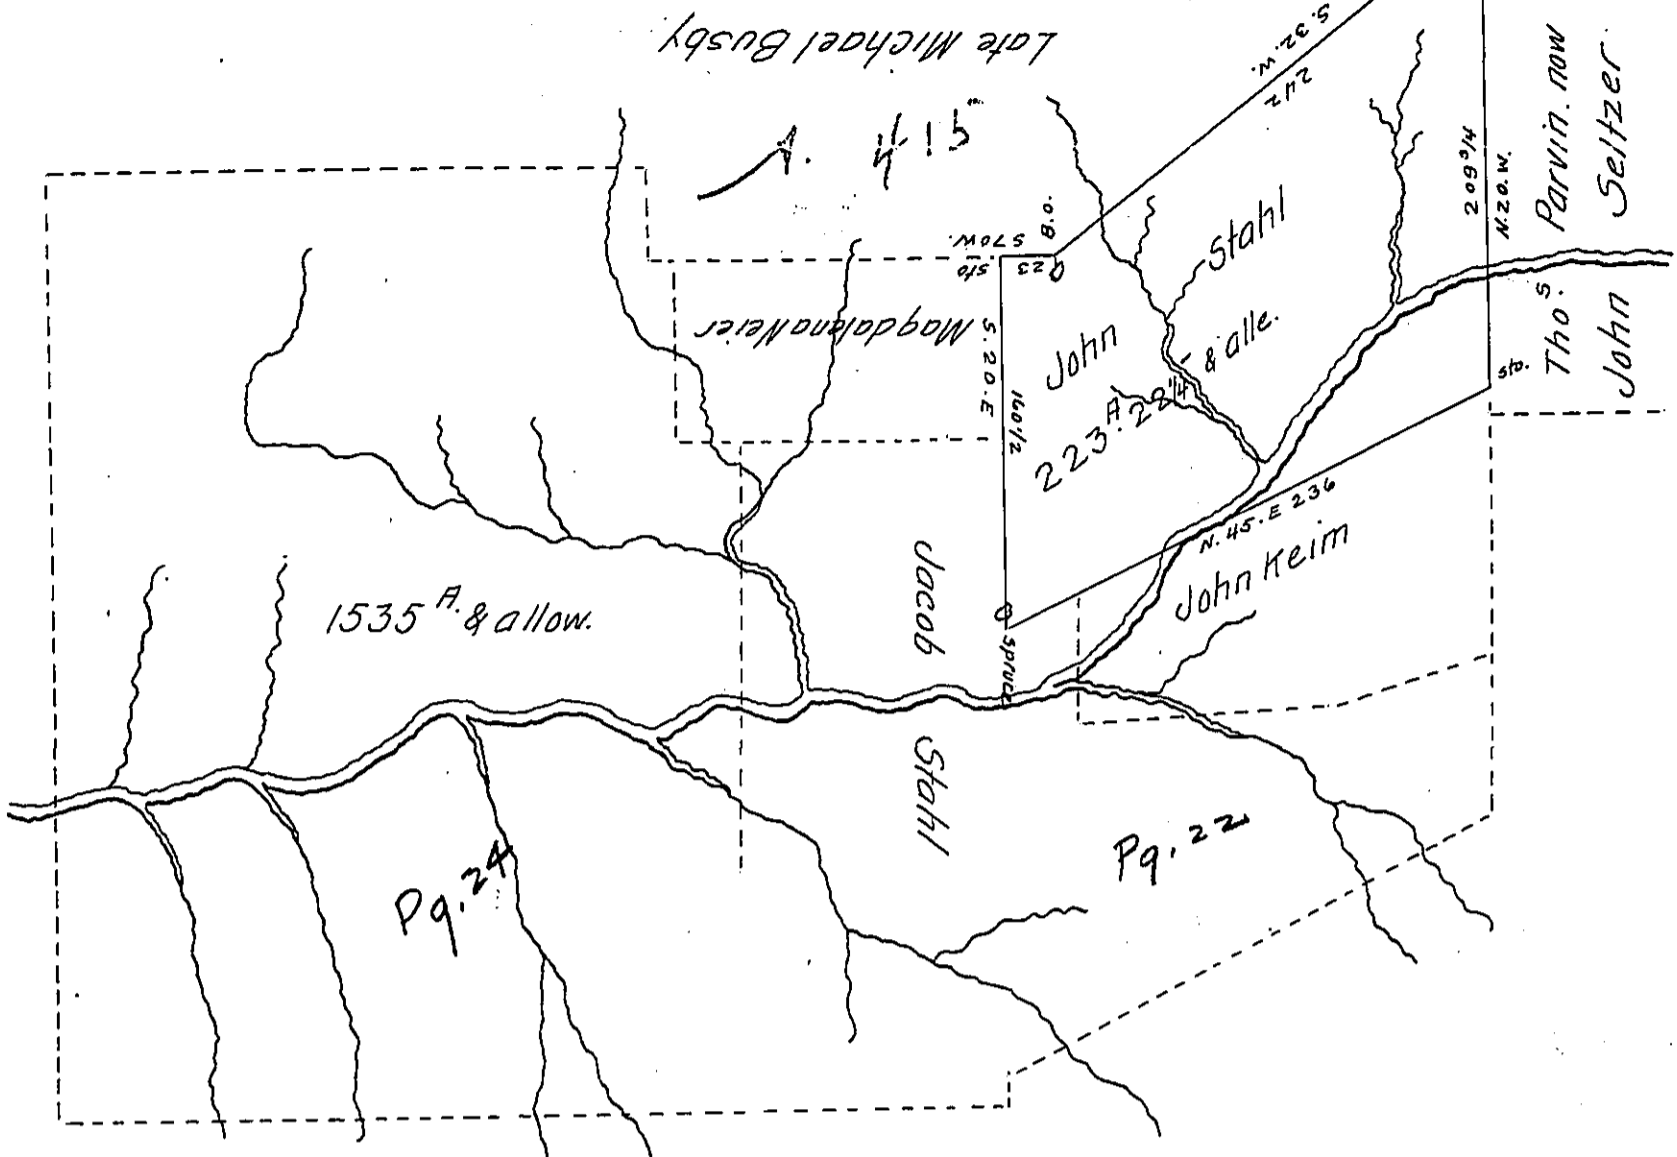 Late Michael Busby
A. 415
S. 32. W.
242
209 3/4
N. 20. W.
Parvin. now
Seltzer
Tho.s
John
sto.
S 70 W.
23
B.O.
sto
Magdalena Meier
S. 20. E
160 1/2
John
Stahl
223 A. 28 1/4 & alle.
N. 45. E 236
John Keim
Spruce
Jacob
Stahl
1535 A. & allow.
Pg. 24
Pg. 22